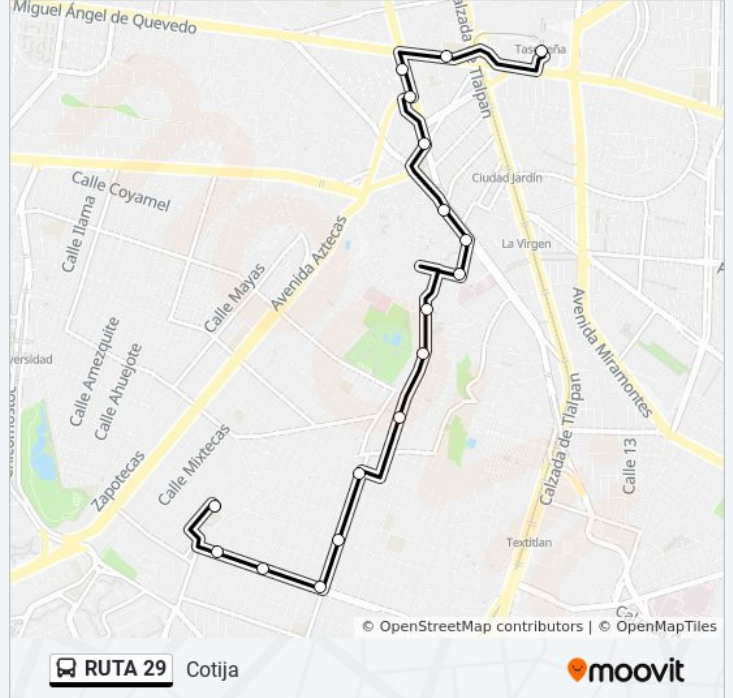 Miguel Ángel de Quevedo
Calzada de Tlalpan
Ciudad Jardín
Calle Coyamel
Calle Ilama
Avenida Aztecas
La Virgen
Calle Mayas
Avenida Miramontes
Calle Amezquite
Calle Ahuejote
Calzada de Tlalpan
Calle 13
Calle Mixtecas
Zapotecas
Textitlan
© OpenStreetMap contributors | © OpenMapTiles
RUTA 29 Cotija
moovit